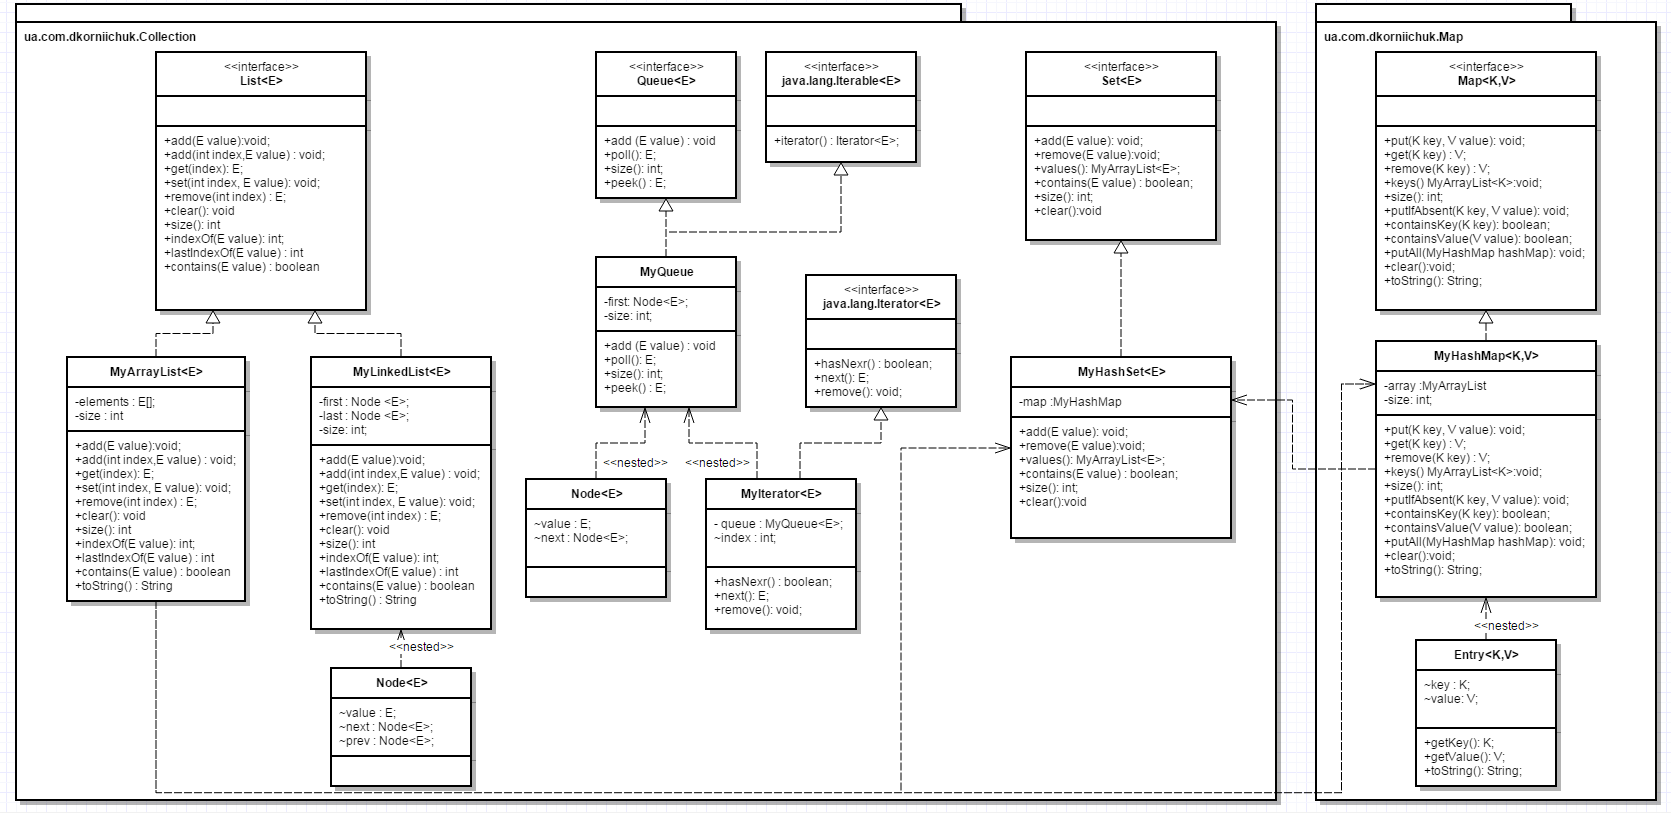 ua.com.dkorniichuk.Collection
<<interface>>
List<E>
+add(E value):void;
+add(int index,E value) : void;
+get(index): E;
+set(int index, E value): void;
+remove(int index) : E;
+clear(): void
+size(): int
+indexOf(E value): int;
+lastIndexOf(E value) : int
+contains(E value) : boolean
<<interface>>
Queue<E>
+add (E value) : void
+poll(): E;
+size(): int;
+peek() : E;
<<interface>>
java.lang.Iterable<E>
+iterator() : Iterator<E>;
<<interface>>
Set<E>
+add(E value): void;
+remove(E value):void;
+values(): MyArrayList<E>;
+contains(E value) : boolean;
+size(): int;
+clear():void
MyArrayList<E>
-elements : E[];
-size : int
+add(E value):void;
+add(int index,E value) : void;
+get(index): E;
+set(int index, E value): void;
+remove(int index) : E;
+clear(): void
+size(): int
+indexOf(E value): int;
+lastIndexOf(E value) : int
+contains(E value) : boolean
+toString() : String
MyLinkedList<E>
-first : Node <E>;
-last : Node <E>;
-size: int;
+add(E value):void;
+add(int index,E value) : void;
+get(index): E;
+set(int index, E value): void;
+remove(int index) : E;
+clear(): void
+size(): int
+indexOf(E value): int;
+lastIndexOf(E value) : int
+contains(E value) : boolean
+toString() : String
<<nested>>
Node<E>
~value : E;
~next : Node<E>;
~prev : Node<E>;
MyQueue
-first: Node<E>;
-size: int;
+add (E value) : void
+poll(): E;
+size(): int;
+peek() : E;
<<nested>>
<<nested>>
Node<E>
~value : E;
~next : Node<E>;
<<interface>>
java.lang.Iterator<E>
+hasNexr() : boolean;
+next(): E;
+remove(): void;
MyIterator<E>
- queue : MyQueue<E>;
~index : int;
+hasNexr() : boolean;
+next(): E;
+remove(): void;
MyHashSet<E>
-map :MyHashMap
+add(E value): void;
+remove(E value):void;
+values(): MyArrayList<E>;
+contains(E value) : boolean;
+size(): int;
+clear():void
ua.com.dkorniichuk.Map
<<interface>>
Map<K,V>
+put(K key, V value): void;
+get(K key) : V;
+remove(K key) : V;
+keys() MyArrayList<K>:void;
+size(): int;
+putIfAbsent(K key, V value): void;
+containsKey(K key): boolean;
+containsValue(V value): boolean;
+putAll(MyHashMap hashMap): void;
+clear():void;
+toString(): String;
MyHashMap<K,V>
-array :MyArrayList
-size: int;
+put(K key, V value): void;
+get(K key) : V;
+remove(K key) : V;
+keys() MyArrayList<K>:void;
+size(): int;
+putIfAbsent(K key, V value): void;
+containsKey(K key): boolean;
+containsValue(V value): boolean;
+putAll(MyHashMap hashMap): void;
+clear():void;
+toString(): String;
<<nested>>
Entry<K,V>
~key : K;
~value: V;
+getKey(): K;
+getValue(): V;
+toString(): String;